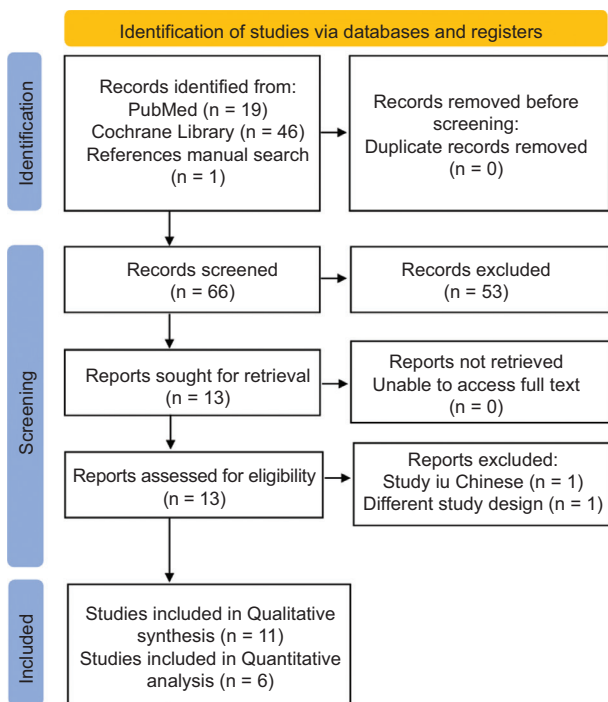 Identification of studies via databases and registers
Identification
Records identified from:
PubMed (n = 19)
Cochrane Library (n = 46)
References manual search
(n = 1)
Records removed before
screening:
Duplicate records removed
(n = 0)
Screening
Records screened
(n = 66)
Records excluded
(n = 53)
Reports sought for retrieval
(n = 13)
Reports not retrieved
Unable to access full text
(n = 0)
Reports assessed for eligibility
(n = 13)
Reports excluded:
Study iu Chinese (n = 1)
Different study design (n = 1)
Included
Studies included in Qualitative
synthesis (n = 11)
Studies included in Quantitative
analysis (n = 6)